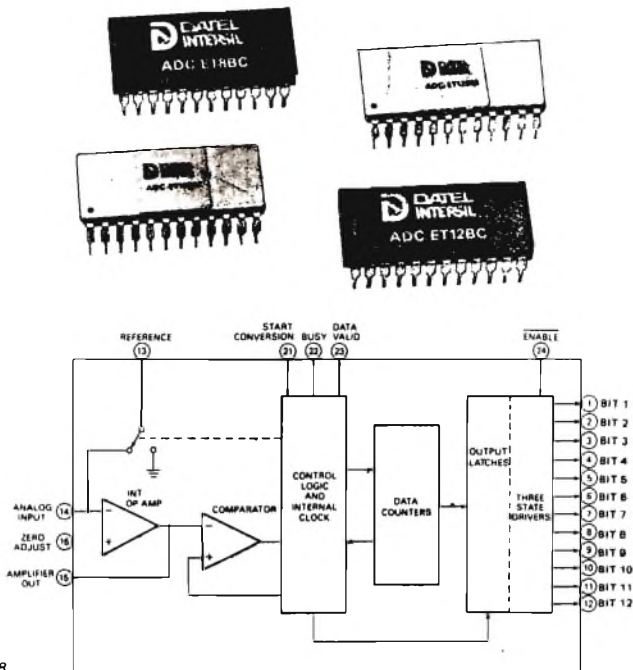 DATEL
INTERSIL
ADC ET8BC
D
DATEL
INTERSIL
ADC ET12BC
REFERENCE
13
START
CONVERSION
21
BUSY
22
DATA
VALID
23
ENABLE
24
INT
OP AMP
COMPARATOR
CONTROL
LOGIC
AND
INTERNAL
CLOCK
DATA
COUNTERS
OUTPUT
LATCHES
THREE
STATE
DRIVERS
ANALOG
INPUT
14
ZERO
ADJUST
16
AMPLIFIER
OUT
15
1 BIT 1
2 BIT 2
3 BIT 3
4 BIT 4
5 BIT 5
6 BIT 6
7 BIT 7
8 BIT 8
9 BIT 9
10 BIT 10
11 BIT 11
12 BIT 12